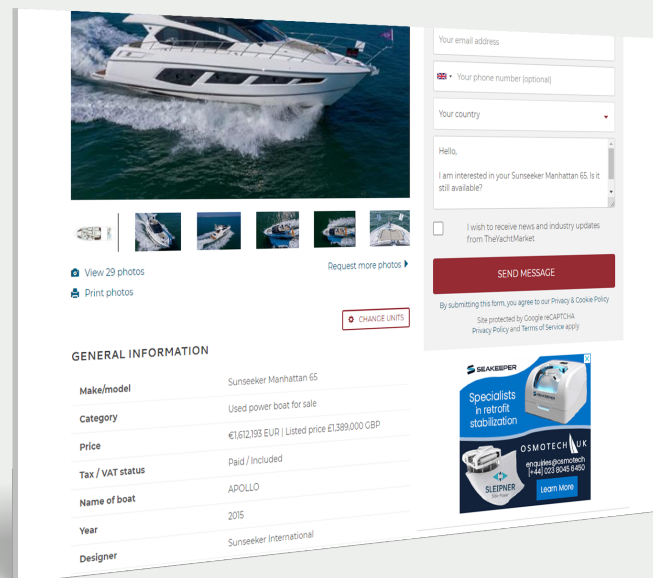 View 29 photos
Request more photos
Print photos
CHANGE UNITS
GENERAL INFORMATION
Make/model Sunseeker Manhattan 65
Category Used power boat for sale
Price €1,612,193 EUR | Listed price £1,389,000 GBP
Tax / VAT status Paid / Included
Name of boat APOLLO
Year 2015
Designer Sunseeker International
Your email address
Your phone number (optional)
Your country
Hello,
I am interested in your Sunseeker Manhattan 65. Is it
still available?
I wish to receive news and industry updates
from TheYachtMarket
SEND MESSAGE
By submitting this form, you agree to our Privacy & Cookie Policy
Site protected by Google reCAPTCHA
Privacy Policy and Terms of Service apply
SEAKEEPER
Specialists
in retrofit
stabilization
OSMOTECH UK
enquiries@osmotech
[+44] 023 8045 6450
SLEIPNER
Learn More